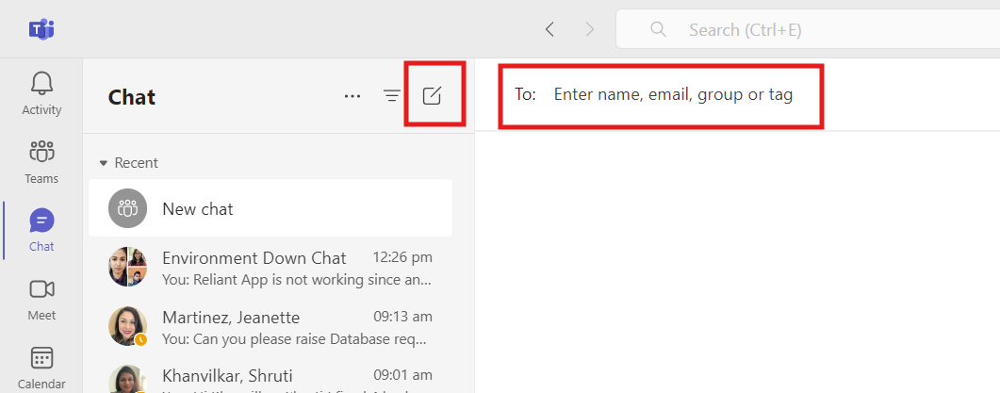 Search (Ctrl+E)
Activity
Teams
Chat
Meet
Calendar
Chat
Recent
New chat
Environment Down Chat 12:26 pm
You: Reliant App is not working since an...
Martinez, Jeanette 09:13 am
You: Can you please raise Database req...
Khanvilkar, Shruti 09:01 am
To: Enter name, email, group or tag